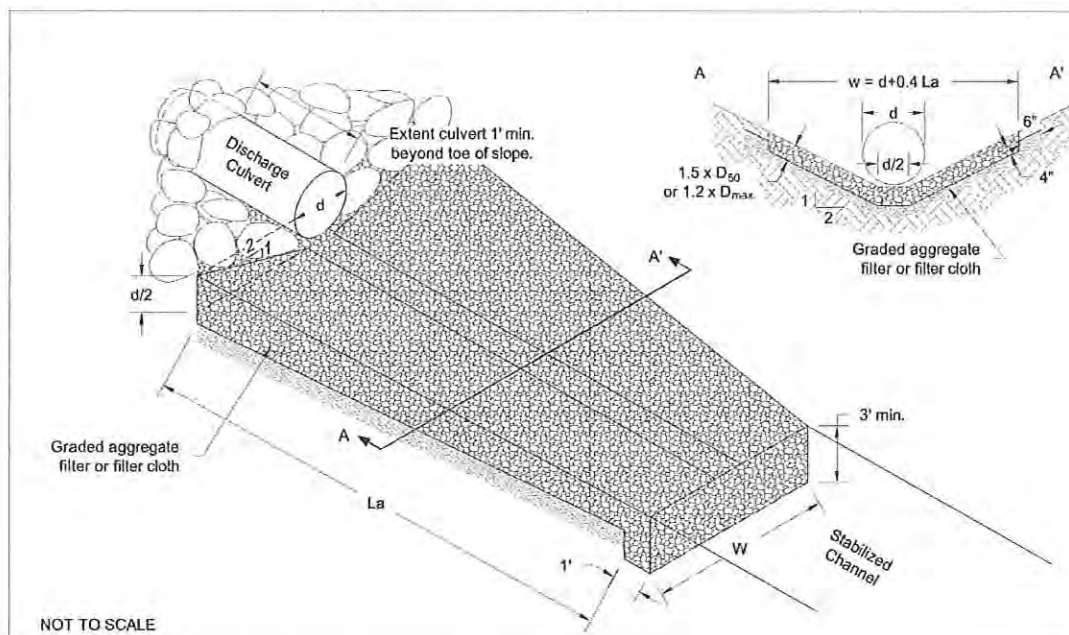 A
w = d+0.4 La
A'
d
6"
d/2
4"
1.5 x D50
or 1.2 x Dmax.
1
2
Graded aggregate
filter or filter cloth
Extent culvert 1' min.
beyond toe of slope.
Discharge
Culvert
d
2
1
d/2
A'
A
3' min.
Graded aggregate
filter or filter cloth
La
W
Stabilized
Channel
1'
NOT TO SCALE